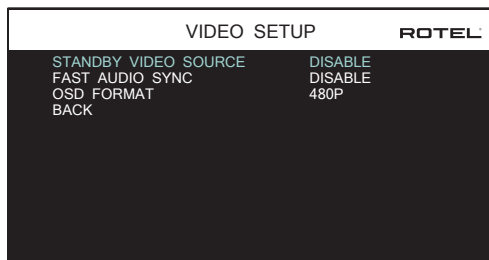 VIDEO SETUP ROTEL
STANDBY VIDEO SOURCE DISABLE
FAST AUDIO SYNC DISABLE
OSD FORMAT 480P
BACK